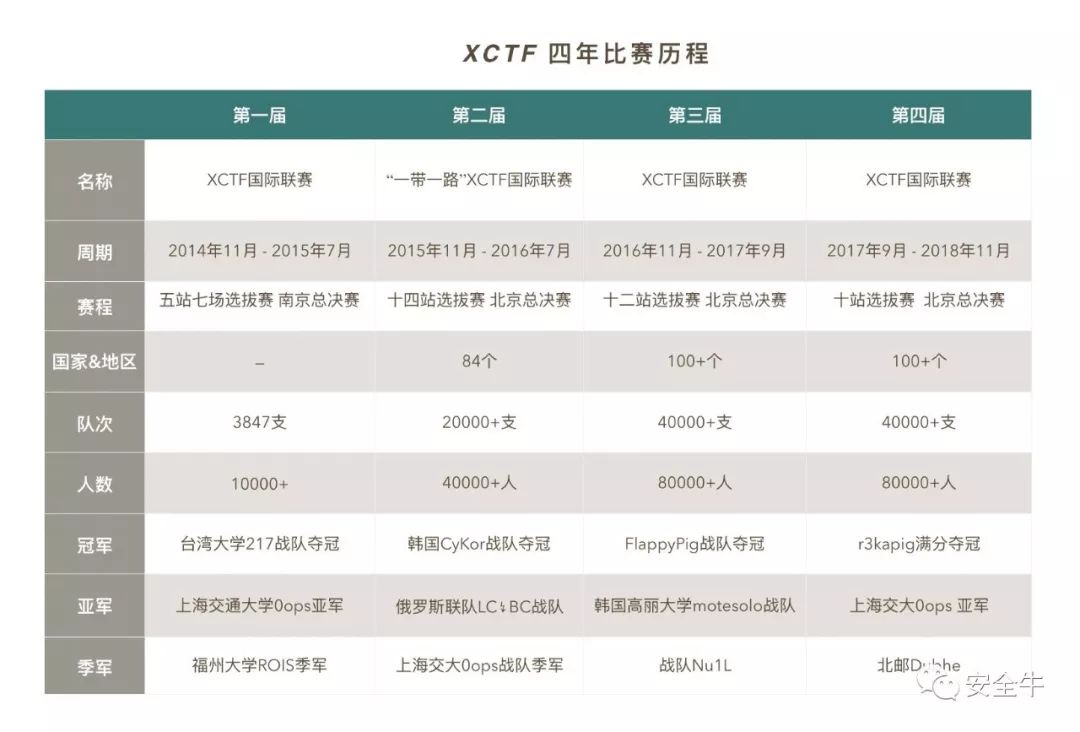 XCTF 四年比赛历程
第一届 第二届 第三届 第四届
名称 XCTF国际联赛 “一带一路”XCTF国际联赛 XCTF国际联赛 XCTF国际联赛
周期 2014年11月 - 2015年7月 2015年11月 - 2016年7月 2016年11月 - 2017年9月 2017年9月 - 2018年11月
赛程 五站七场选拔赛 南京总决赛 十四站选拔赛 北京总决赛 十二站选拔赛 北京总决赛 十站选拔赛 北京总决赛
国家&地区 – 84个 100+个 100+个
队次 3847支 20000+支 40000+支 40000+支
人数 10000+ 40000+人 80000+人 80000+人
冠军 台湾大学217战队夺冠 韩国CyKor战队夺冠 FlappyPig战队夺冠 r3kapig满分夺冠
亚军 上海交通大学0ops亚军 俄罗斯联队LC↯BC战队 韩国高丽大学motesolo战队 上海交大0ops 亚军
季军 福州大学ROIS季军 上海交大0ops战队季军 战队Nu1L 北邮Dubhe
安全牛